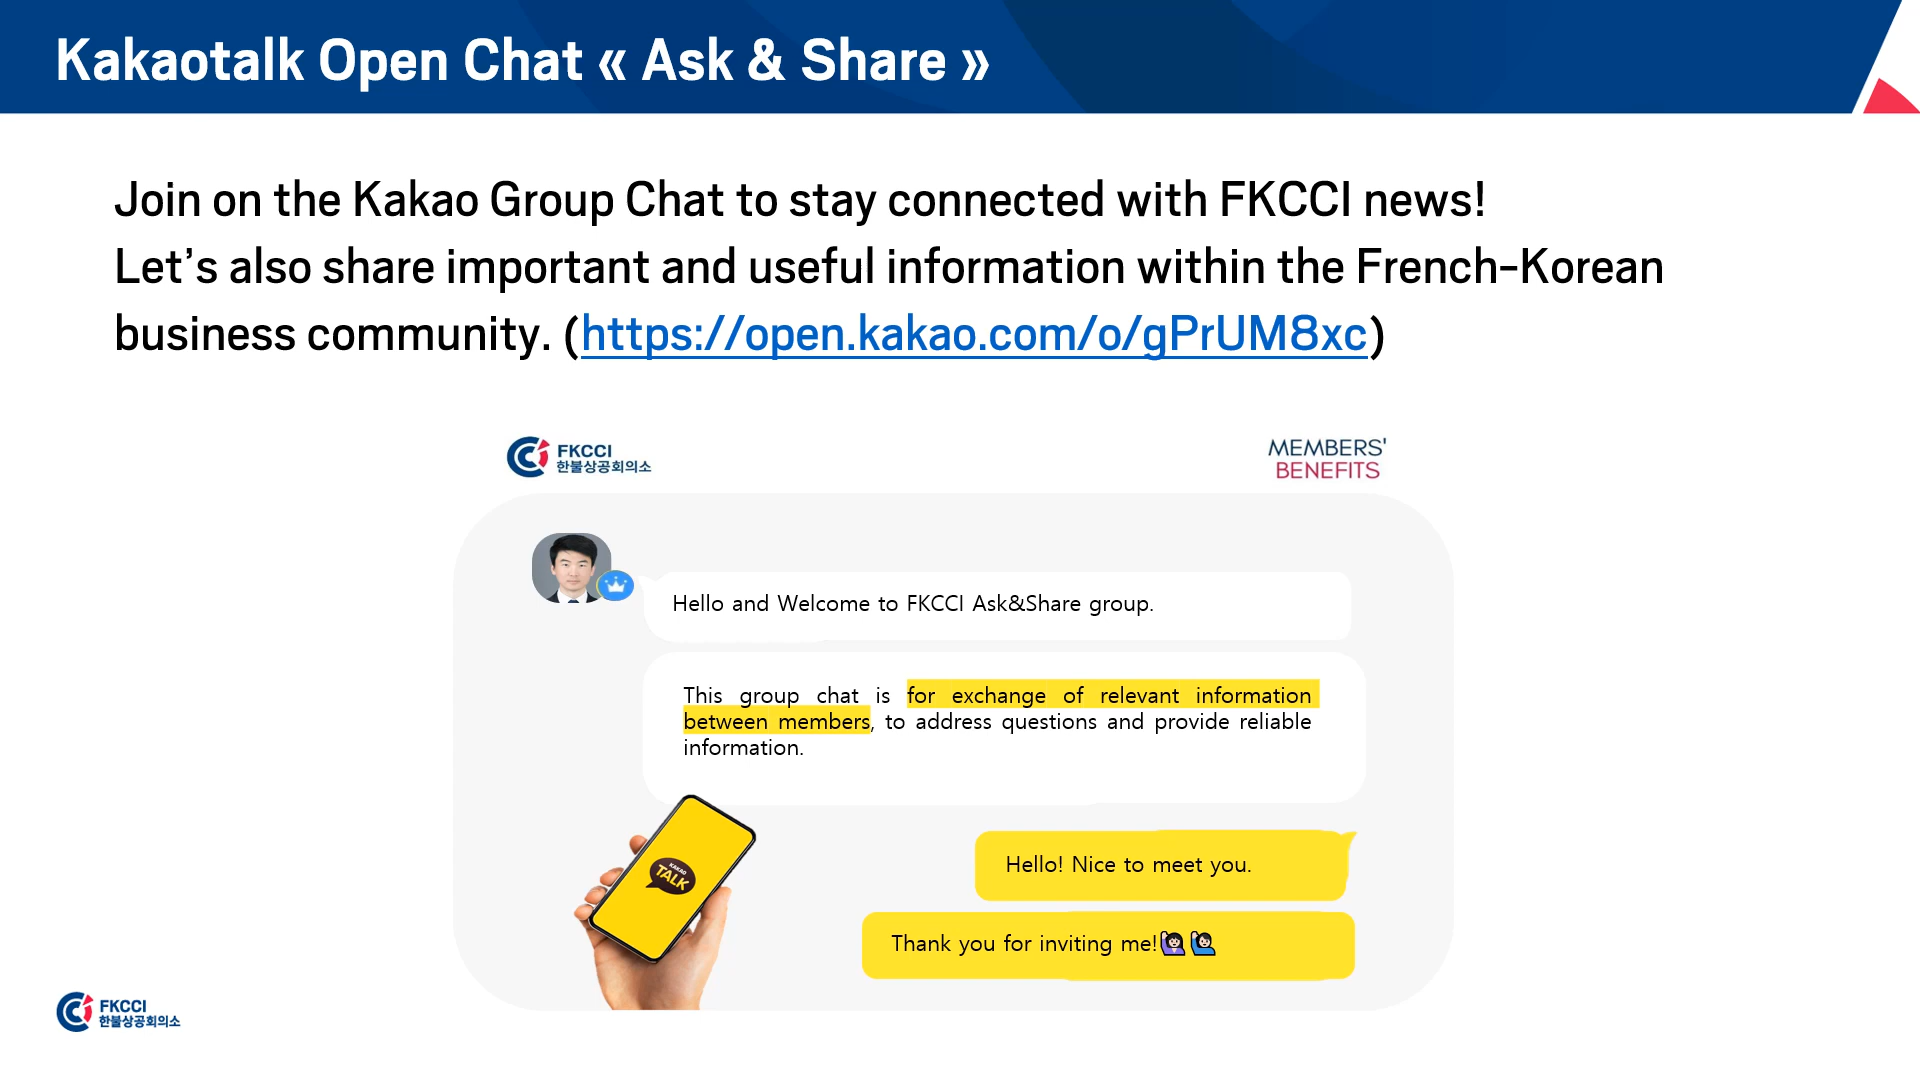 Kakaotalk Open Chat « Ask & Share »
Join on the Kakao Group Chat to stay connected with FKCCI news!
Let’s also share important and useful information within the French-Korean
business community. (https://open.kakao.com/o/gPrUM8xc)
FKCCI
한불상공회의소
MEMBERS'
BENEFITS
Hello and Welcome to FKCCI Ask&Share group.
This group chat is for exchange of relevant information
between members, to address questions and provide reliable
information.
KAKAO
TALK
Hello! Nice to meet you.
Thank you for inviting me!🙋🏻‍♀️🙋🏻‍♂️
FKCCI
한불상공회의소